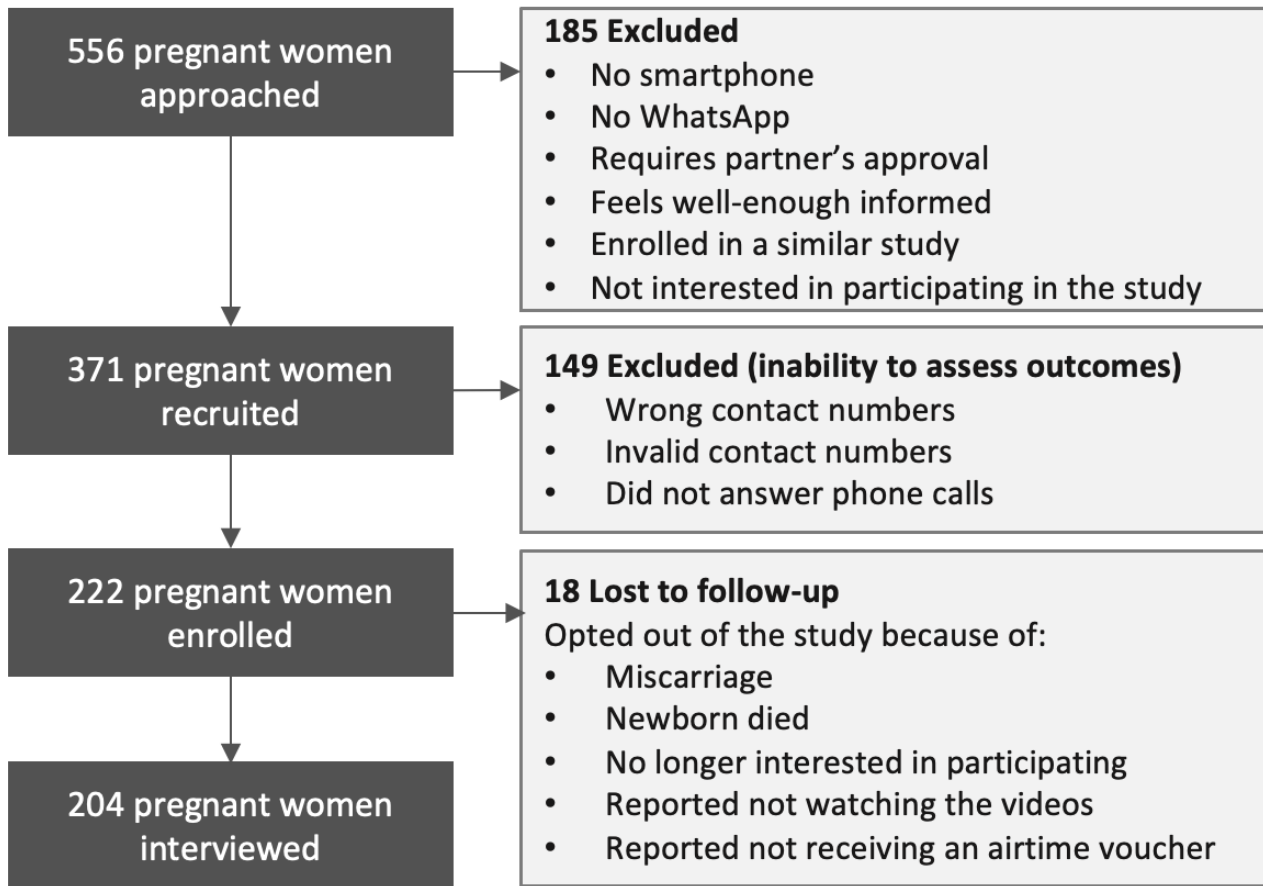 556 pregnant women
approached
185 Excluded
• No smartphone
• No WhatsApp
• Requires partner’s approval
• Feels well-enough informed
• Enrolled in a similar study
• Not interested in participating in the study
371 pregnant women
recruited
149 Excluded (inability to assess outcomes)
• Wrong contact numbers
• Invalid contact numbers
• Did not answer phone calls
222 pregnant women
enrolled
18 Lost to follow-up
Opted out of the study because of:
• Miscarriage
• Newborn died
• No longer interested in participating
• Reported not watching the videos
• Reported not receiving an airtime voucher
204 pregnant women
interviewed